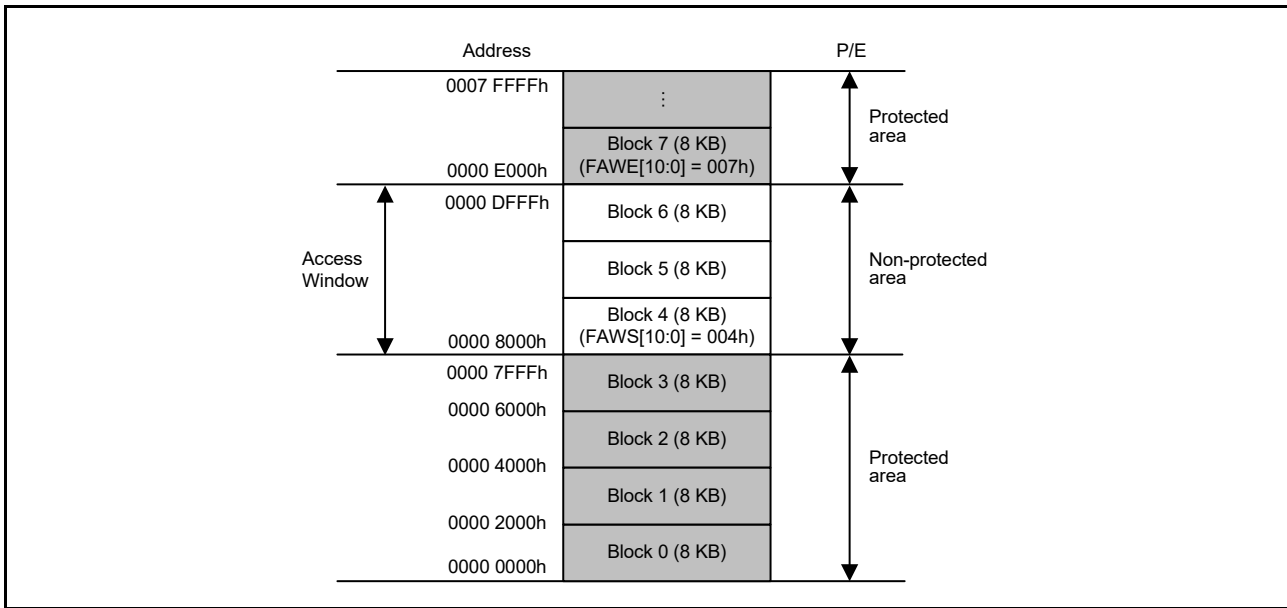 Address
P/E
0007 FFFFh
⋮
Protected
area
Block 7 (8 KB)
(FAWE[10:0] = 007h)
0000 E000h
0000 DFFFh
Block 6 (8 KB)
Access
Window
Block 5 (8 KB)
Non-protected
area
Block 4 (8 KB)
(FAWS[10:0] = 004h)
0000 8000h
0000 7FFFh
Block 3 (8 KB)
0000 6000h
Block 2 (8 KB)
0000 4000h
Protected
area
Block 1 (8 KB)
0000 2000h
Block 0 (8 KB)
0000 0000h